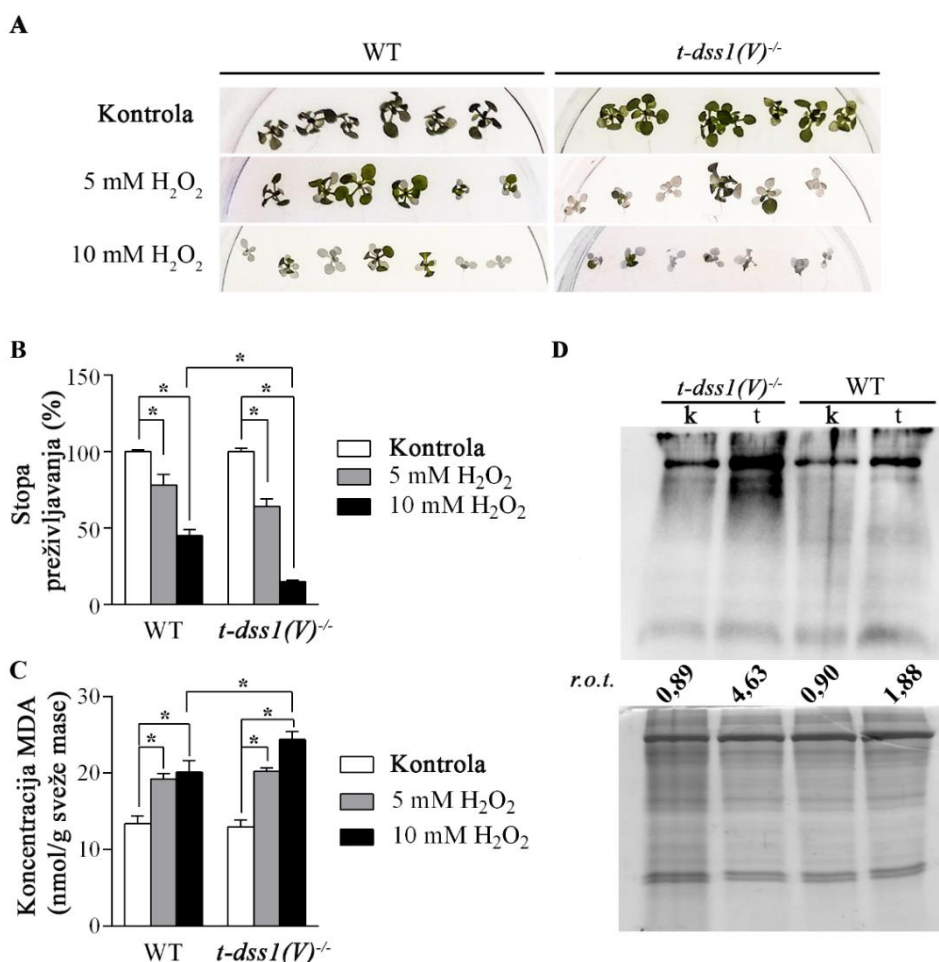 A
WT t-dss1(V)-/-
Kontrola
5 mM H2O2
10 mM H2O2
B
Stopa
preživljavanja (%)
150
100
50
0
* * * * *
WT t-dss1(V)-/-
Kontrola
5 mM H2O2
10 mM H2O2
C
Koncentracija MDA
(nmol/g sveže mase)
30
20
10
0
* * * * *
WT t-dss1(V)-/-
Kontrola
5 mM H2O2
10 mM H2O2
D
t-dss1(V)-/- WT
k t k t
r.o.t. 0,89 4,63 0,90 1,88